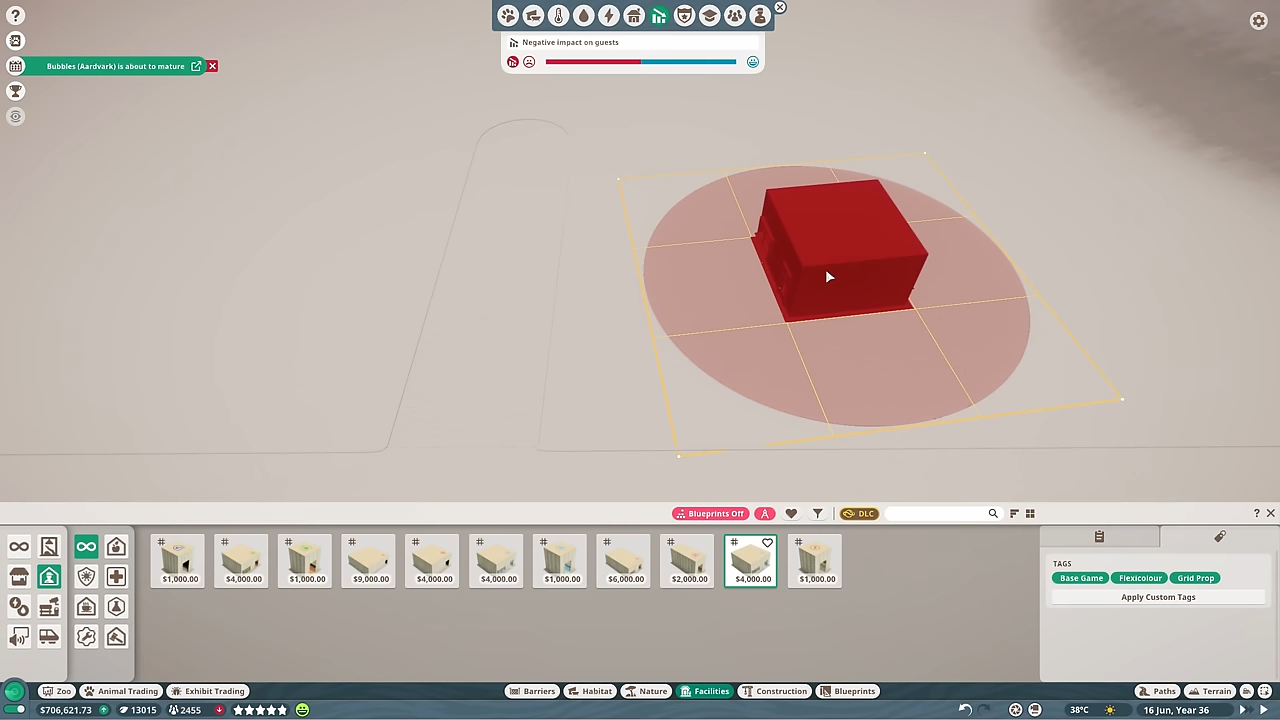 Negative impact on guests
Bubbles (Aardvark) is about to mature
Blueprints Off
A
DLC
?
$1,000.00
$4,000.00
$1,000.00
$9,000.00
$4,000.00
$4,000.00
$1,000.00
$6,000.00
$2,000.00
$4,000.00
$1,000.00
TAGS
Base Game
Flexicolour
Grid Prop
Apply Custom Tags
Zoo
Animal Trading
Exhibit Trading
Barriers
Habitat
Nature
Facilities
Construction
Blueprints
Paths
Terrain
$706,621.73
13015
2455
38°C
16 Jun, Year 36